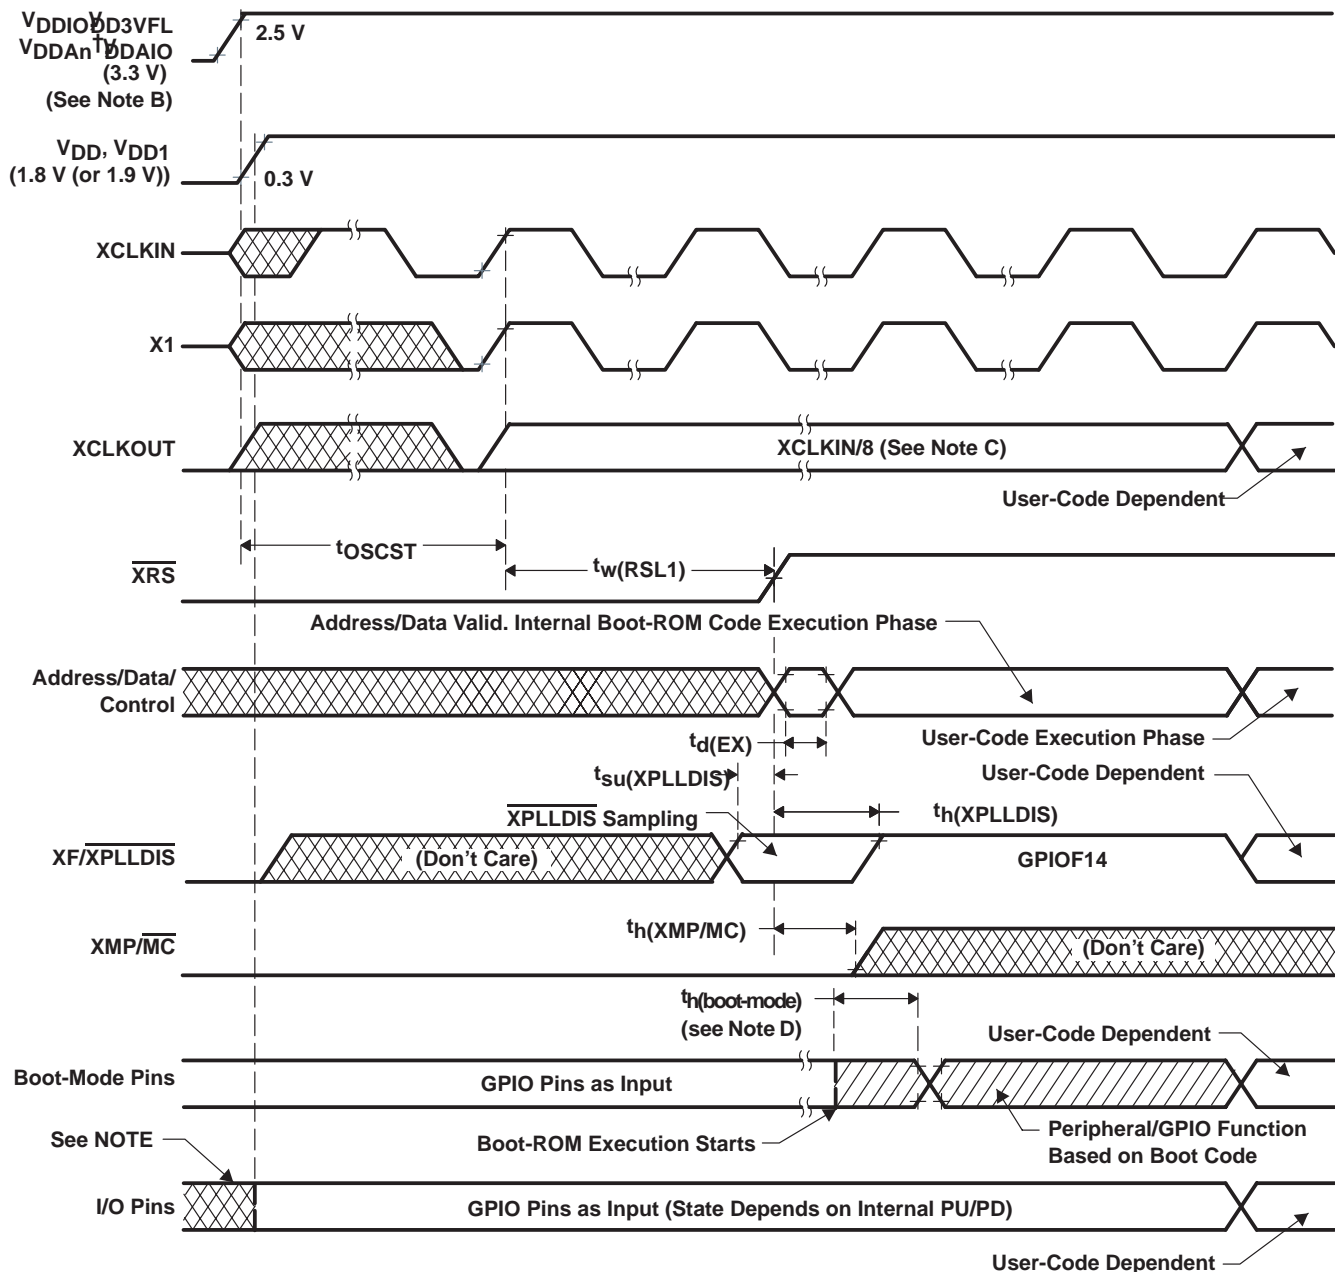 VDDIO VDD3VFL
VDDAn† VDDAIO
(3.3 V)
(See Note B)
2.5 V
VDD, VDD1
(1.8 V (or 1.9 V))
0.3 V
XCLKIN
X1
XCLKOUT
XCLKIN/8 (See Note C)
User-Code Dependent
tOSCST
XRS
tw(RSL1)
Address/Data Valid. Internal Boot-ROM Code Execution Phase
Address/Data/
Control
td(EX)
User-Code Execution Phase
tsu(XPLLDIS)
User-Code Dependent
XPLLDIS Sampling
th(XPLLDIS)
XF/XPLLDIS
(Don't Care)
GPIOF14
th(XMP/MC)
XMP/MC
(Don't Care)
th(boot-mode)
(see Note D)
User-Code Dependent
Boot-Mode Pins
GPIO Pins as Input
See NOTE
Boot-ROM Execution Starts
Peripheral/GPIO Function
Based on Boot Code
I/O Pins
GPIO Pins as Input (State Depends on Internal PU/PD)
User-Code Dependent